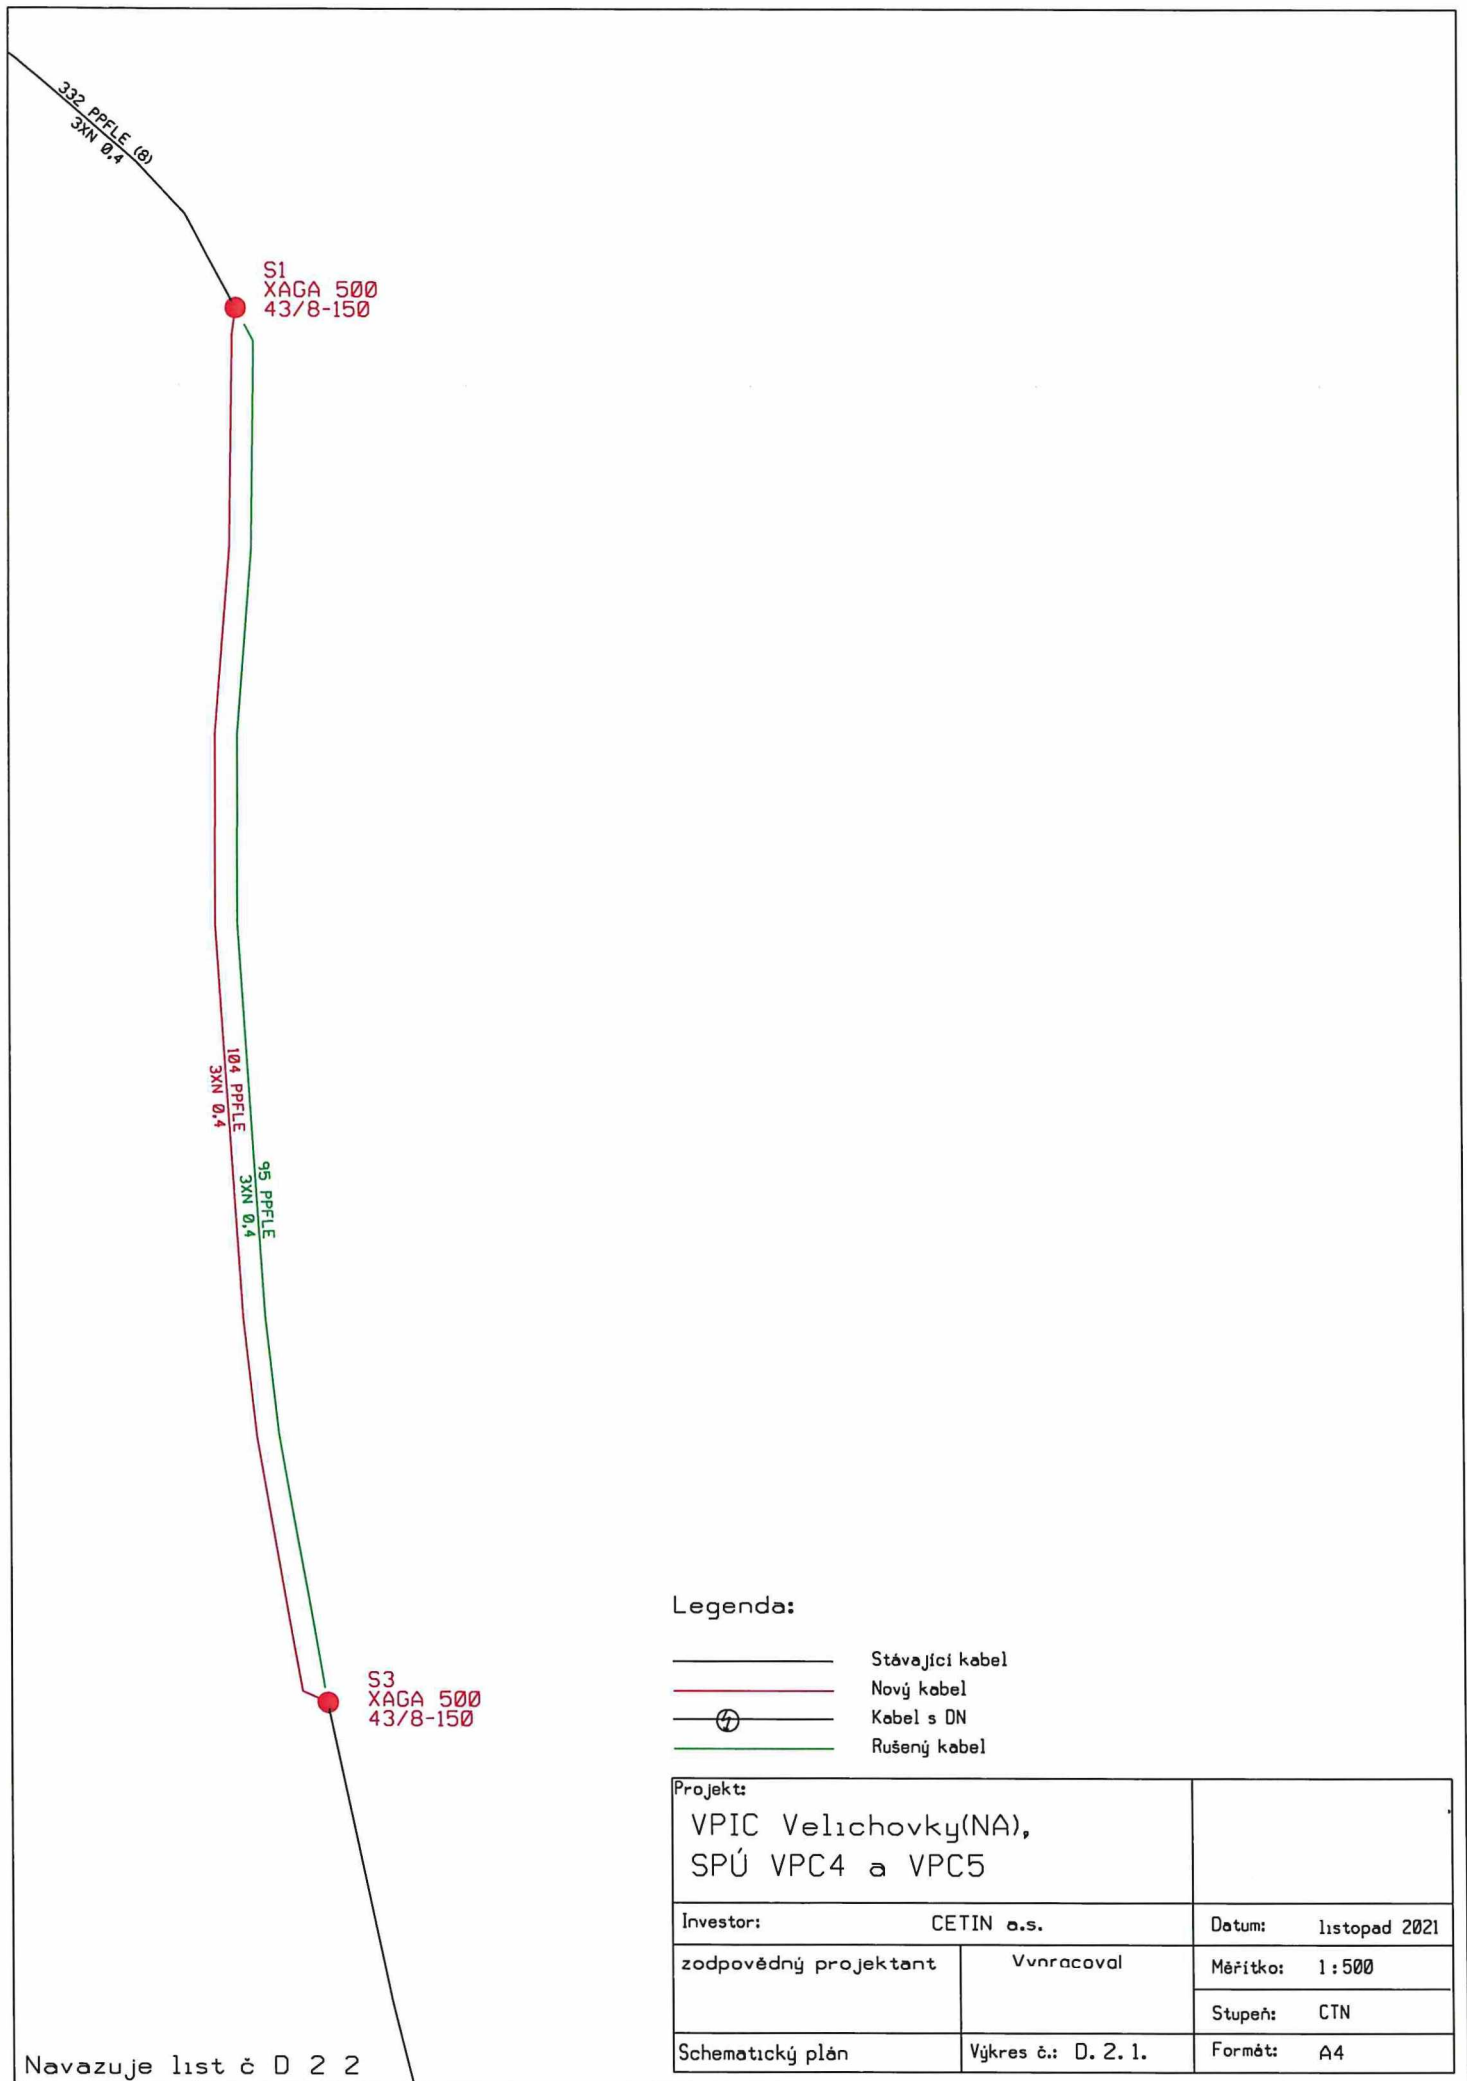 332 PPFLE (8)
3XN 0,4
S1
XAGA 500
43/8-150
104 PPFLE
3XN 0,4
95 PPFLE
3XN 0,4
S3
XAGA 500
43/8-150
Legenda:
Stávající kabel
Nový kabel
Kabel s DN
Rušený kabel
Projekt:
VPIC Velichovky(NA),
SPÚ VPC4 a VPC5
Investor: CETIN a.s.
Datum: listopad 2021
zodpovědný projektant
Vypracoval
Měřítko: 1:500
Stupeň: CTN
Schematický plán
Výkres č.: D. 2. 1.
Formát: A4
Navazuje list č D 2 2